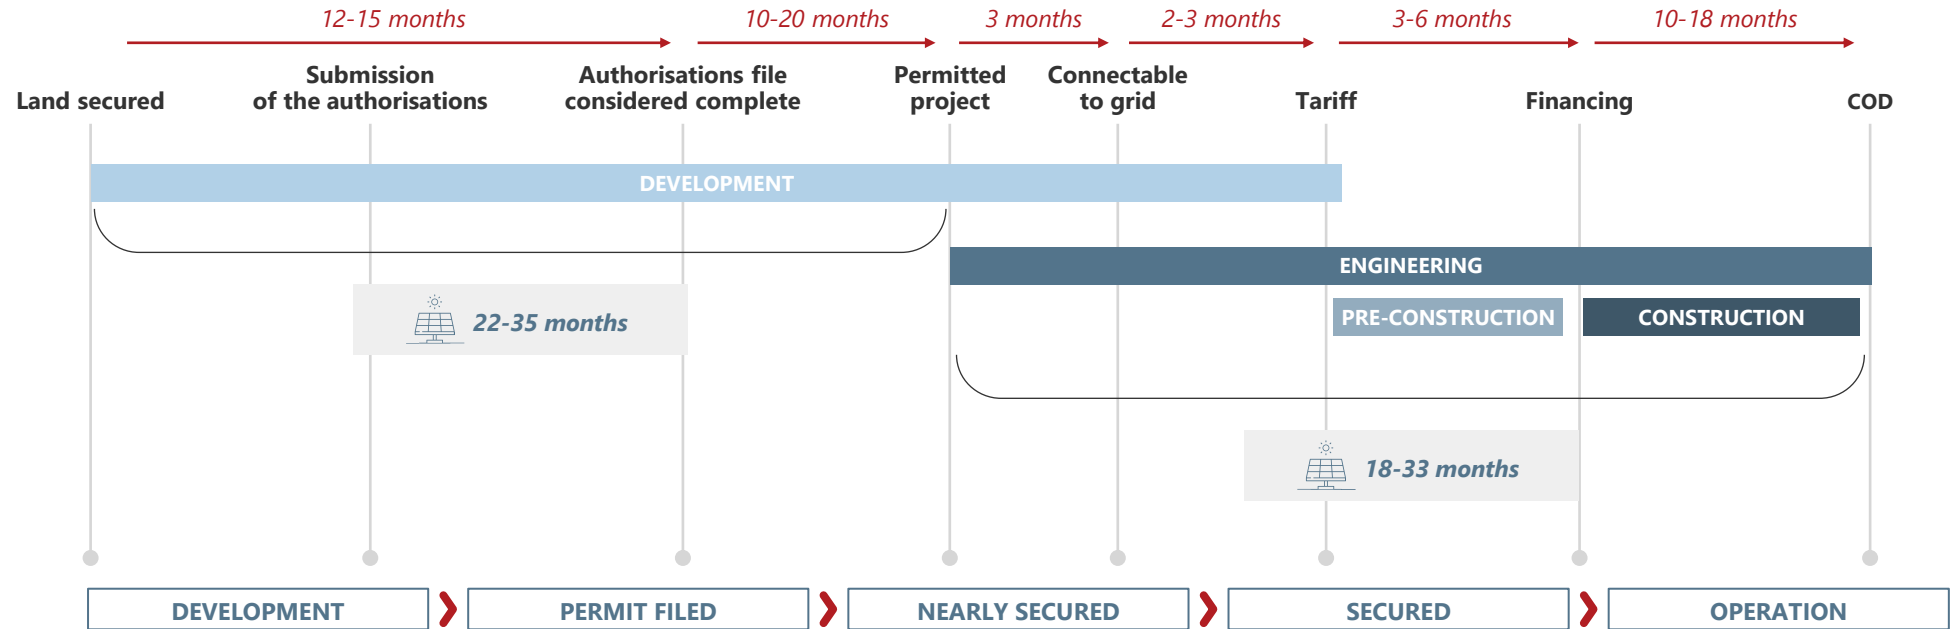 12-15 months
10-20 months
3 months
2-3 months
3-6 months
10-18 months
Land secured
Submission
of the authorisations
Authorisations file
considered complete
Permitted
project
Connectable
to grid
Tariff
Financing
COD
DEVELOPMENT
ENGINEERING
PRE-CONSTRUCTION
CONSTRUCTION
22-35 months
18-33 months
DEVELOPMENT
PERMIT FILED
NEARLY SECURED
SECURED
OPERATION